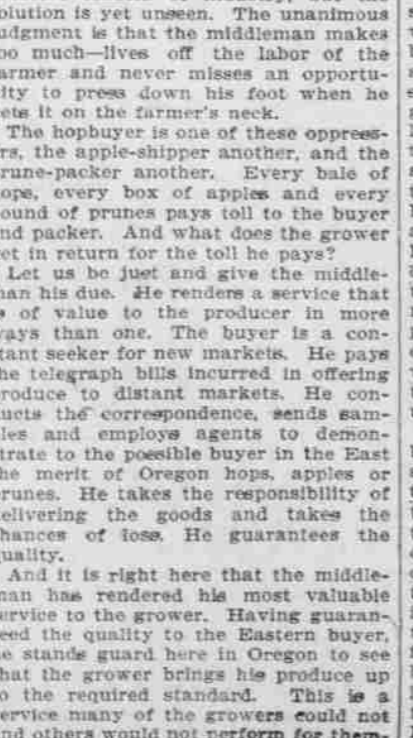 olution is yet unseen. The unanimous
udgment is that the middleman makes
oo much—lives off the labor of the
armer and never misses an opportu-
ity to press down his foot when he
ets it on the farmer's neck.
The hopbuyer is one of these oppress-
rs, the apple-shipper another, and the
rune-packer another. Every bale of
ops, every box of apples and every
ound of prunes pays toll to the buyer
nd packer. And what does the grower
et in return for the toll he pays?
Let us be just and give the middle-
nan his due. He renders a service that
s of value to the producer in more
vays than one. The buyer is a con-
tant seeker for new markets. He pays
he telegraph bills incurred in offering
roduce to distant markets. He con-
ucts the correspondence, sends sam-
les and employs agents to demon-
trate to the possible buyer in the East
he merit of Oregon hops, apples or
runes. He takes the responsibility of
elivering the goods and takes the
hances of loss. He guarantees the
uality.
And it is right here that the middle-
nan has rendered his most valuable
ervice to the grower. Having guaran-
eed the quality to the Eastern buyer,
e stands guard here in Oregon to see
hat the grower brings his produce up
o the required standard. This is a
ervice many of the growers could not
nd others would not perform for them-